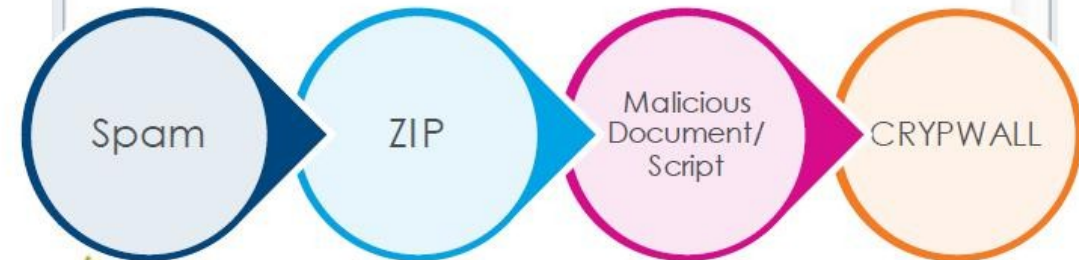 Spam
ZIP
Malicious
Document/
Script
CRYPWALL